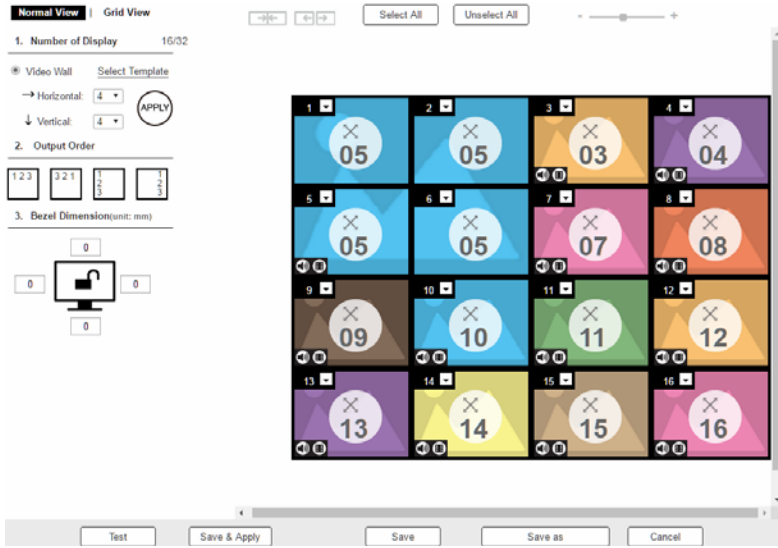 Normal View | Grid View
Select All Unselect All - +
1. Number of Display 16/32
Video Wall Select Template
→ Horizontal: 4
APPLY
↓ Vertical: 4
2. Output Order
1 2 3 3 2 1 1 2 3 1 2 3
3. Bezel Dimension(unit: mm)
0
0 0
0
1 2 3 4
05 05 03 04
5 6 7 8
05 05 07 08
9 10 11 12
09 10 11 12
13 14 15 16
13 14 15 16
Test Save & Apply Save Save as Cancel